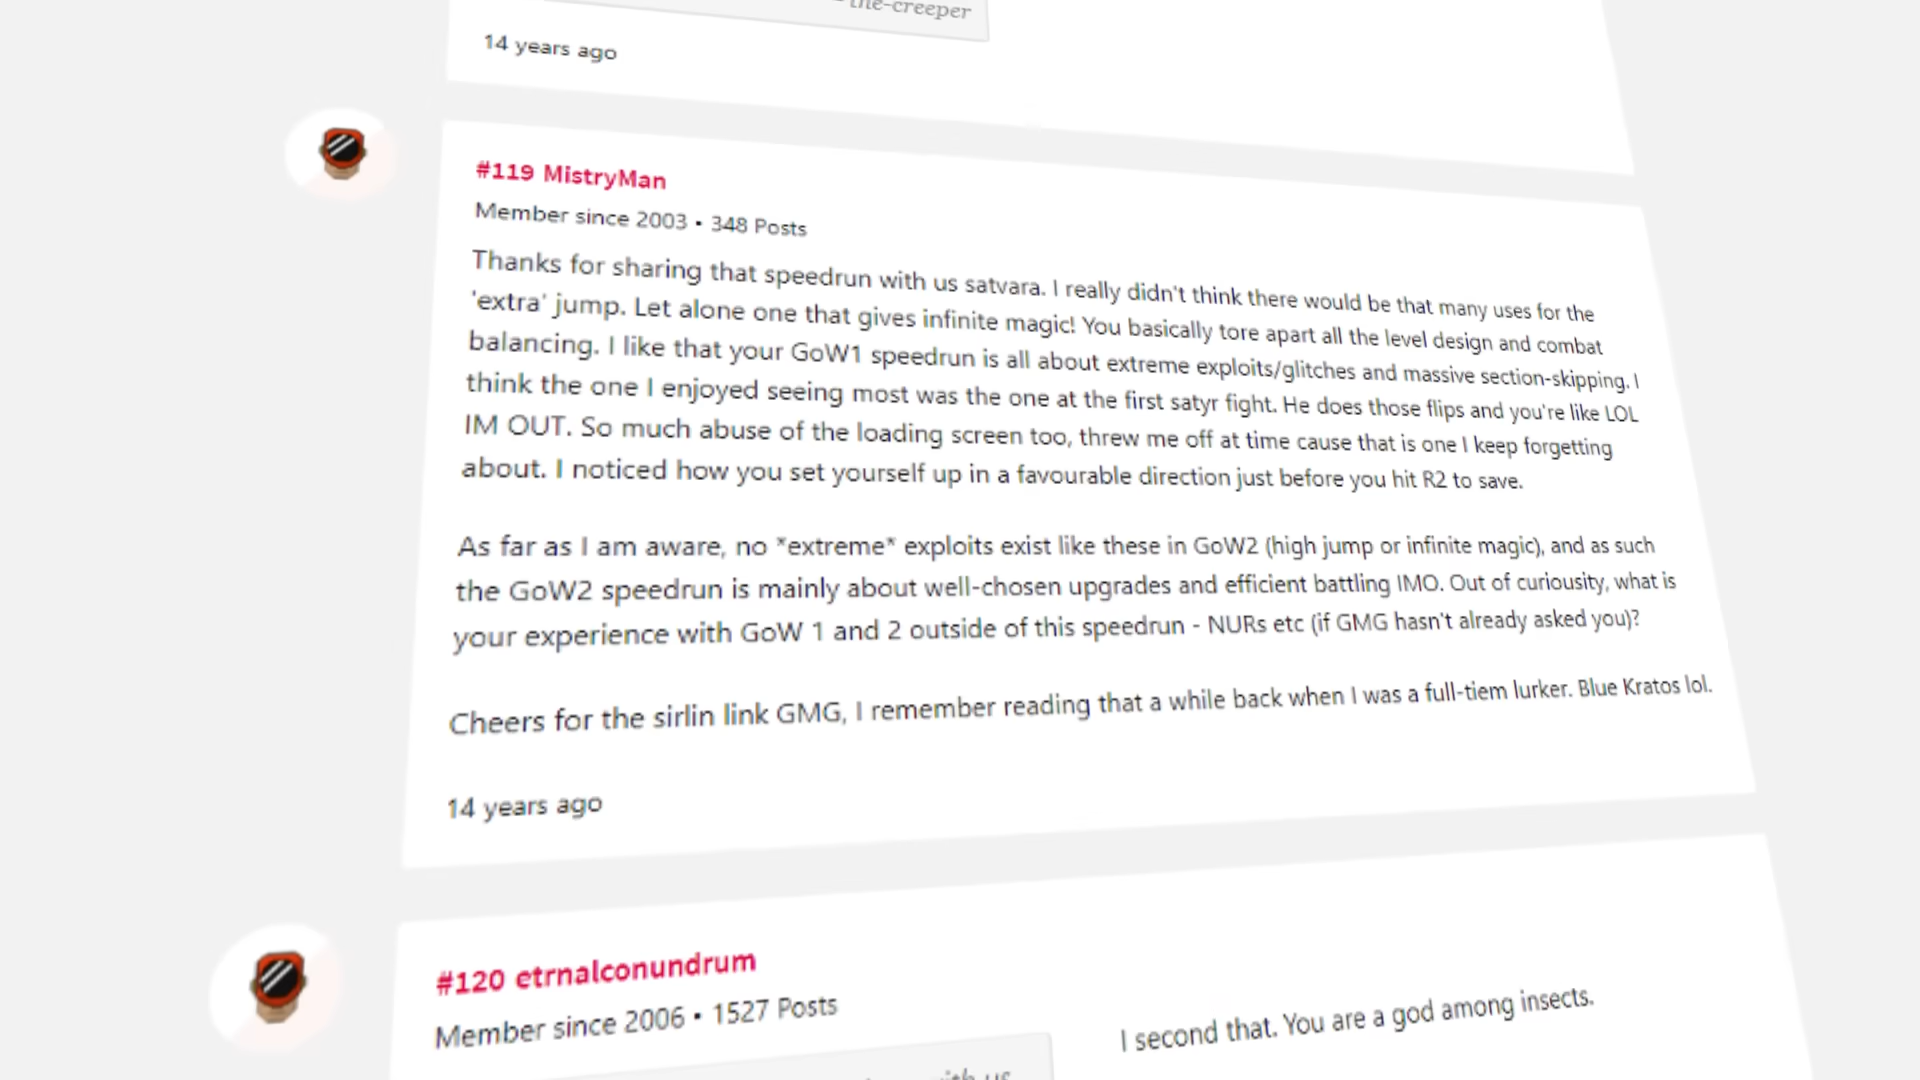 the-creeper
14 years ago
#119 MistryMan
Member since 2003 • 348 Posts
Thanks for sharing that speedrun with us satvara. I really didn't think there would be that many uses for the
'extra' jump. Let alone one that gives infinite magic! You basically tore apart all the level design and combat
balancing. I like that your GoW1 speedrun is all about extreme exploits/glitches and massive section-skipping. I
think the one I enjoyed seeing most was the one at the first satyr fight. He does those flips and you're like LOL
IM OUT. So much abuse of the loading screen too, threw me off at time cause that is one I keep forgetting
about. I noticed how you set yourself up in a favourable direction just before you hit R2 to save.
As far as I am aware, no *extreme* exploits exist like these in GoW2 (high jump or infinite magic), and as such
the GoW2 speedrun is mainly about well-chosen upgrades and efficient battling IMO. Out of curiousity, what is
your experience with GoW 1 and 2 outside of this speedrun - NURs etc (if GMG hasn't already asked you)?
Cheers for the sirlin link GMG, I remember reading that a while back when I was a full-tiem lurker. Blue Kratos lol.
14 years ago
#120 etrnalconundrum
Member since 2006 • 1527 Posts
I second that. You are a god among insects.
with us